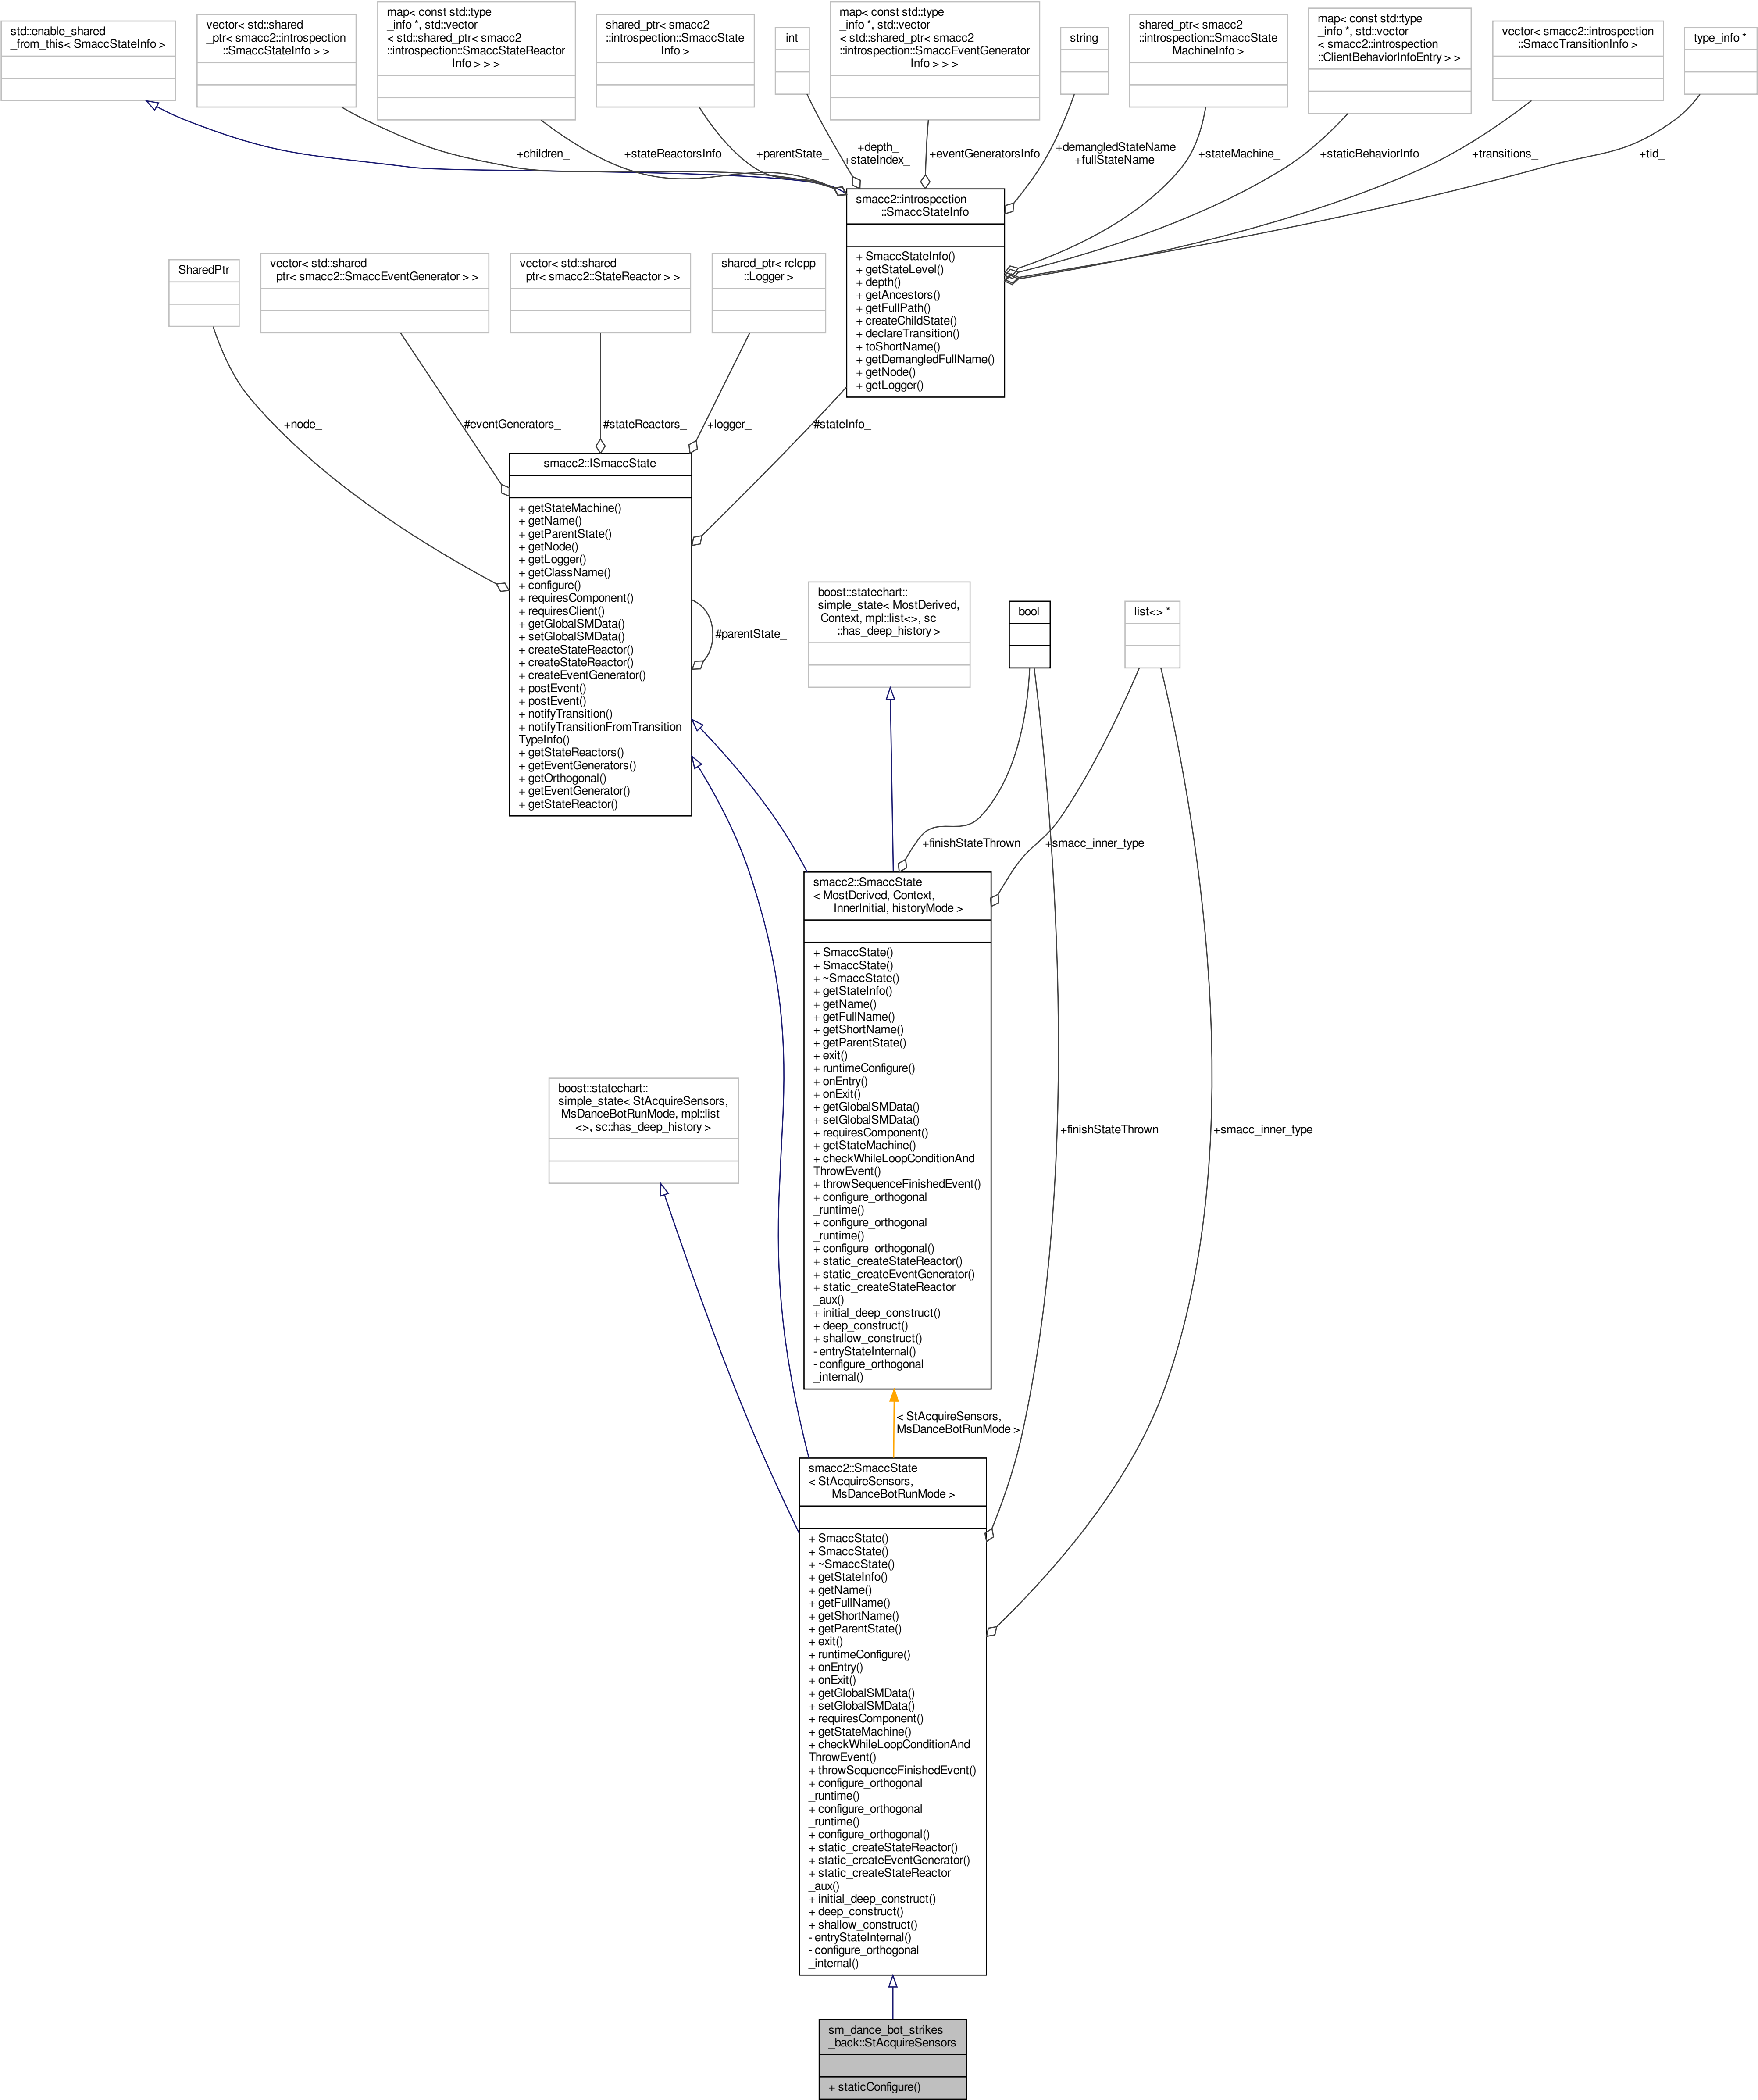 std::enable_shared
_from_this< SmaccStateInfo >
vector< std::shared
_ptr< smacc2::introspection
::SmaccStateInfo > >
map< const std::type
_info *, std::vector
< std::shared_ptr< smacc2
::introspection::SmaccStateReactor
Info > > >
shared_ptr< smacc2
::introspection::SmaccState
Info >
int
map< const std::type
_info *, std::vector
< std::shared_ptr< smacc2
::introspection::SmaccEventGenerator
Info > > >
string
shared_ptr< smacc2
::introspection::SmaccState
MachineInfo >
map< const std::type
_info *, std::vector
< smacc2::introspection
::ClientBehaviorInfoEntry > >
vector< smacc2::introspection
::SmaccTransitionInfo >
type_info *
+children_
+stateReactorsInfo
+parentState_
+depth_
+stateIndex_
+eventGeneratorsInfo
+demangledStateName
+fullStateName
+stateMachine_
+staticBehaviorInfo
+transitions_
+tid_
smacc2::introspection
::SmaccStateInfo
+ SmaccStateInfo()
+ getStateLevel()
+ depth()
+ getAncestors()
+ getFullPath()
+ createChildState()
+ declareTransition()
+ toShortName()
+ getDemangledFullName()
+ getNode()
+ getLogger()
SharedPtr
vector< std::shared
_ptr< smacc2::SmaccEventGenerator > >
vector< std::shared
_ptr< smacc2::StateReactor > >
shared_ptr< rclcpp
::Logger >
+node_
#eventGenerators_
#stateReactors_
+logger_
#stateInfo_
smacc2::ISmaccState
+ getStateMachine()
+ getName()
+ getParentState()
+ getNode()
+ getLogger()
+ getClassName()
+ configure()
+ requiresComponent()
+ requiresClient()
+ getGlobalSMData()
+ setGlobalSMData()
+ createStateReactor()
+ createStateReactor()
+ createEventGenerator()
+ postEvent()
+ postEvent()
+ notifyTransition()
+ notifyTransitionFromTransition
TypeInfo()
+ getStateReactors()
+ getEventGenerators()
+ getOrthogonal()
+ getEventGenerator()
+ getStateReactor()
#parentState_
boost::statechart::
simple_state< MostDerived,
Context, mpl::list<>, sc
::has_deep_history >
bool
list<> *
+finishStateThrown
+smacc_inner_type
smacc2::SmaccState
< MostDerived, Context,
InnerInitial, historyMode >
+ SmaccState()
+ SmaccState()
+ ~SmaccState()
+ getStateInfo()
+ getName()
+ getFullName()
+ getShortName()
+ getParentState()
+ exit()
+ runtimeConfigure()
+ onEntry()
+ onExit()
+ getGlobalSMData()
+ setGlobalSMData()
+ requiresComponent()
+ getStateMachine()
+ checkWhileLoopConditionAnd
ThrowEvent()
+ throwSequenceFinishedEvent()
+ configure_orthogonal
_runtime()
+ configure_orthogonal
_runtime()
+ configure_orthogonal()
+ static_createStateReactor()
+ static_createEventGenerator()
+ static_createStateReactor
_aux()
+ initial_deep_construct()
+ deep_construct()
+ shallow_construct()
- entryStateInternal()
- configure_orthogonal
_internal()
boost::statechart::
simple_state< StAcquireSensors,
MsDanceBotRunMode, mpl::list
<>, sc::has_deep_history >
+finishStateThrown
+smacc_inner_type
< StAcquireSensors,
MsDanceBotRunMode >
smacc2::SmaccState
< StAcquireSensors,
MsDanceBotRunMode >
+ SmaccState()
+ SmaccState()
+ ~SmaccState()
+ getStateInfo()
+ getName()
+ getFullName()
+ getShortName()
+ getParentState()
+ exit()
+ runtimeConfigure()
+ onEntry()
+ onExit()
+ getGlobalSMData()
+ setGlobalSMData()
+ requiresComponent()
+ getStateMachine()
+ checkWhileLoopConditionAnd
ThrowEvent()
+ throwSequenceFinishedEvent()
+ configure_orthogonal
_runtime()
+ configure_orthogonal
_runtime()
+ configure_orthogonal()
+ static_createStateReactor()
+ static_createEventGenerator()
+ static_createStateReactor
_aux()
+ initial_deep_construct()
+ deep_construct()
+ shallow_construct()
- entryStateInternal()
- configure_orthogonal
_internal()
sm_dance_bot_strikes
_back::StAcquireSensors
+ staticConfigure()